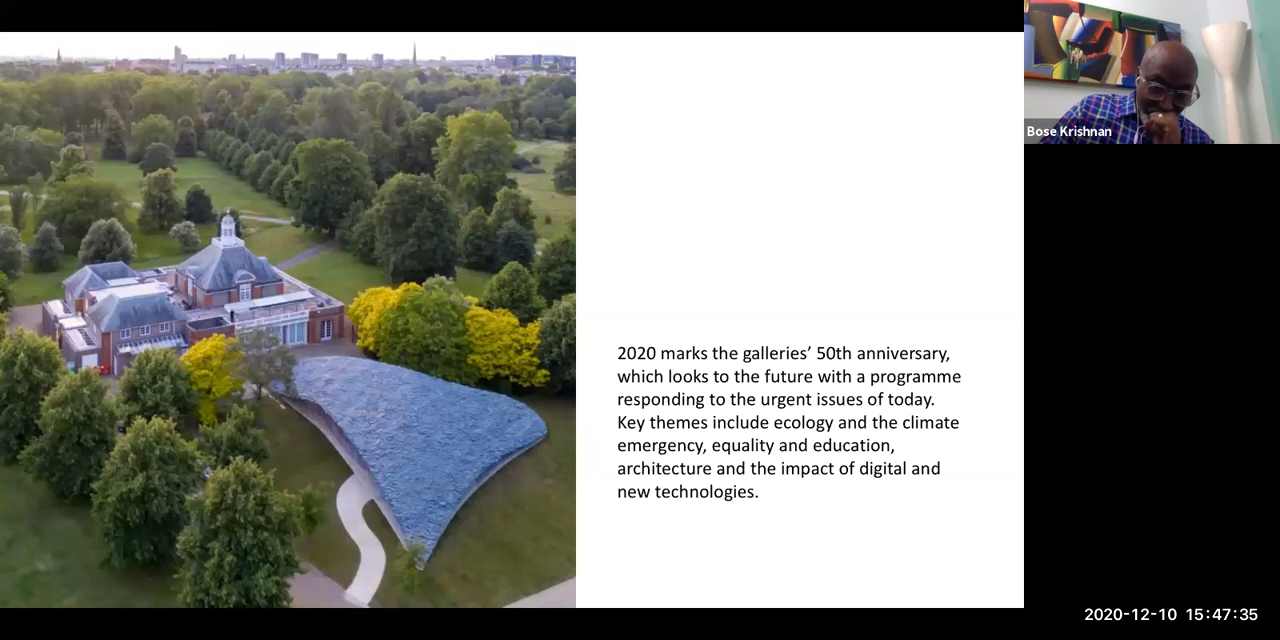 2020 marks the galleries’ 50th anniversary,
which looks to the future with a programme
responding to the urgent issues of today.
Key themes include ecology and the climate
emergency, equality and education,
architecture and the impact of digital and
new technologies.
Bose Krishnan
2020-12-10 15:47:35